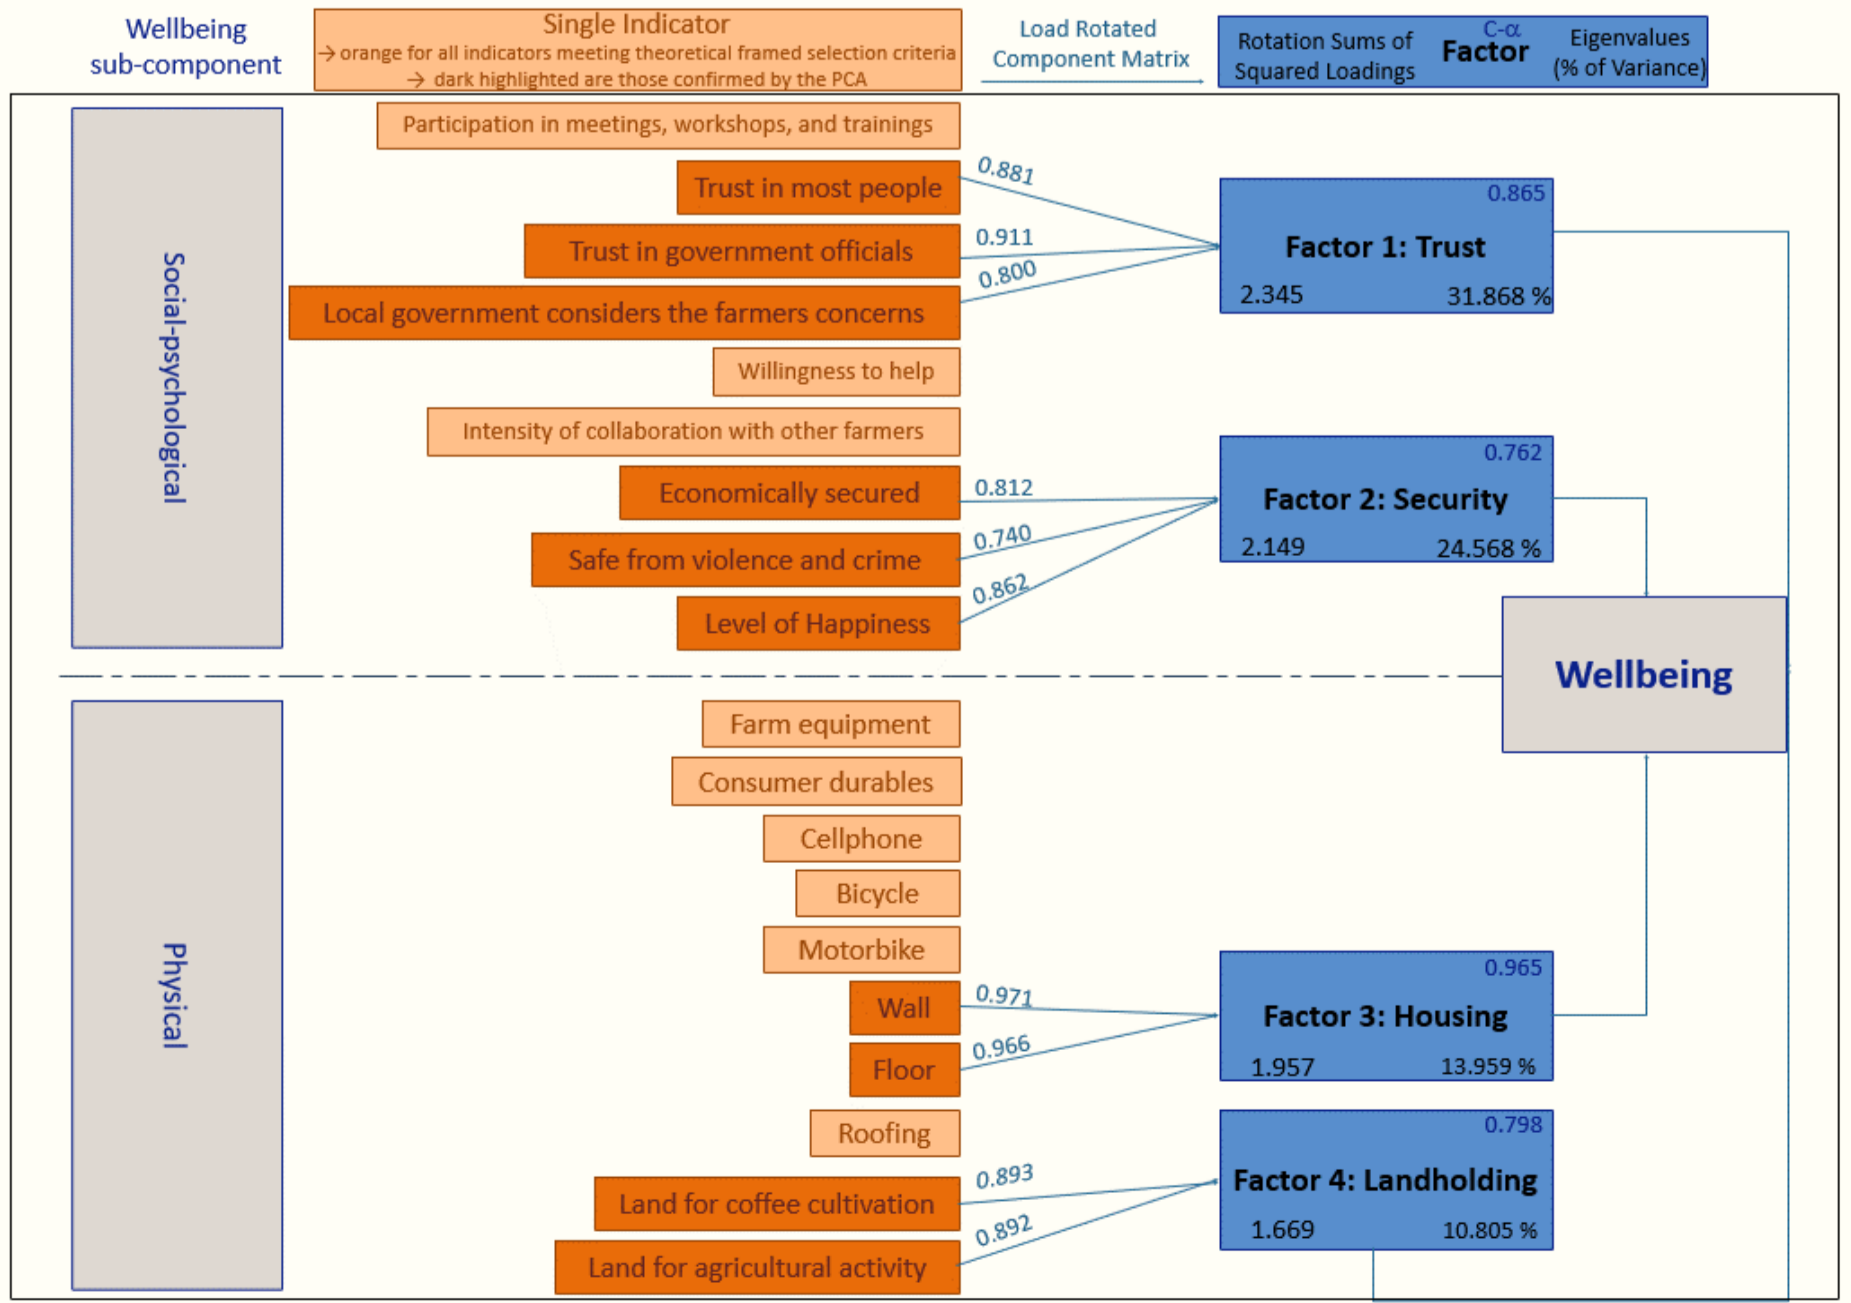 Wellbeing
sub-component
Single Indicator
→ orange for all indicators meeting theoretical framed selection criteria
→ dark highlighted are those confirmed by the PCA
Load Rotated
Component Matrix
Rotation Sums of
Squared Loadings
C-α
Factor
Eigenvalues
(% of Variance)
Social-psychological
Participation in meetings, workshops, and trainings
Trust in most people
0.881
Trust in government officials
0.911
Local government considers the farmers concerns
0.800
0.865
Factor 1: Trust
2.345
31.868 %
Willingness to help
Intensity of collaboration with other farmers
Economically secured
0.812
Safe from violence and crime
0.740
Level of Happiness
0.862
0.762
Factor 2: Security
2.149
24.568 %
Wellbeing
Physical
Farm equipment
Consumer durables
Cellphone
Bicycle
Motorbike
Wall
0.971
Floor
0.966
0.965
Factor 3: Housing
1.957
13.959 %
Roofing
Land for coffee cultivation
0.893
Land for agricultural activity
0.892
0.798
Factor 4: Landholding
1.669
10.805 %